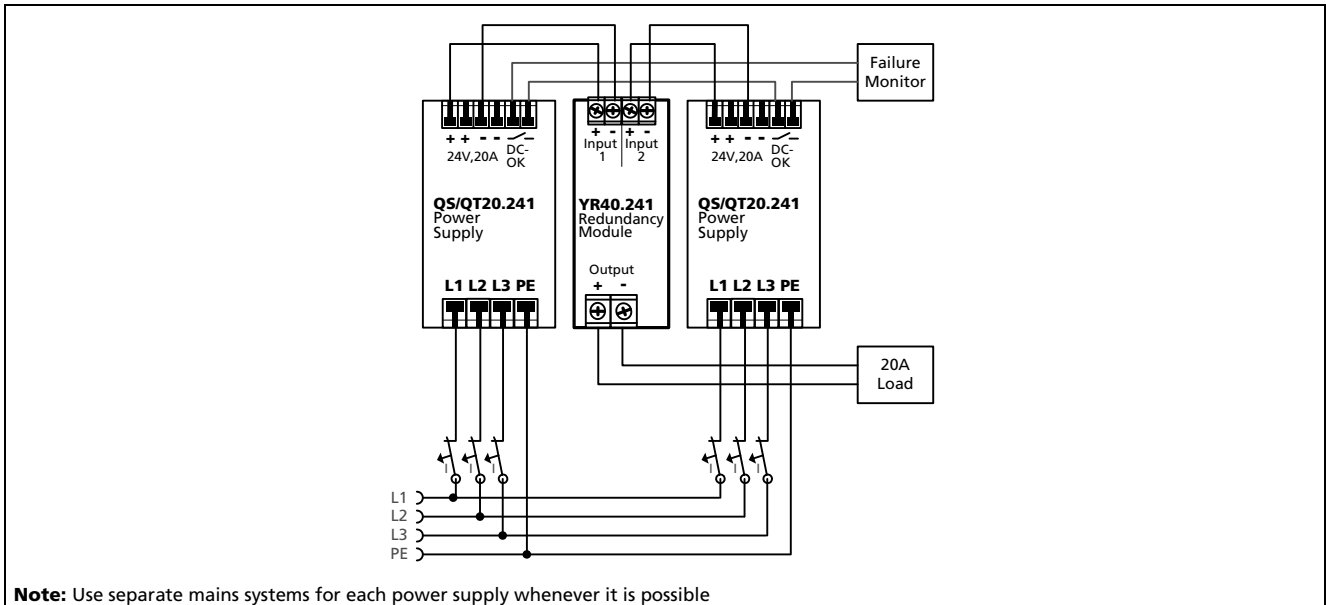 Failure
Monitor
+ + - -
24V,20A
DC-
OK
QS/QT20.241
Power
Supply
L1 L2 L3 PE
+ - + -
Input
1
Input
2
YR40.241
Redundancy
Module
Output
+ -
+ + - -
24V,20A
DC-
OK
QS/QT20.241
Power
Supply
L1 L2 L3 PE
20A
Load
I I I
I I I
L1
L2
L3
PE
Note: Use separate mains systems for each power supply whenever it is possible